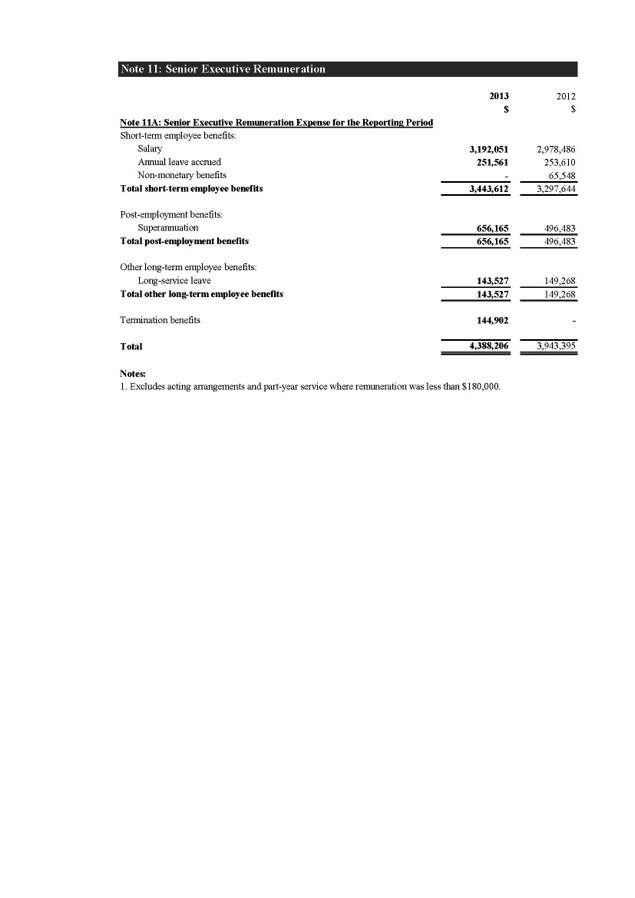 Note 11: Senior Executive Remuneration
2013 2012
$ $
Note 11A: Senior Executive Remuneration Expense for the Reporting Period
Short-term employee benefits:
Salary 3,192,051 2,978,486
Annual leave accrued 251,561 253,610
Non-monetary benefits - 65,548
Total short-term employee benefits 3,443,612 3,297,644
Post-employment benefits:
Superannuation 656,165 496,483
Total post-employment benefits 656,165 496,483
Other long-term employee benefits:
Long-service leave 143,527 149,268
Total other long-term employee benefits 143,527 149,268
Termination benefits 144,902 -
Total 4,388,206 3,943,395
Notes:
1. Excludes acting arrangements and part-year service where remuneration was less than $180,000.